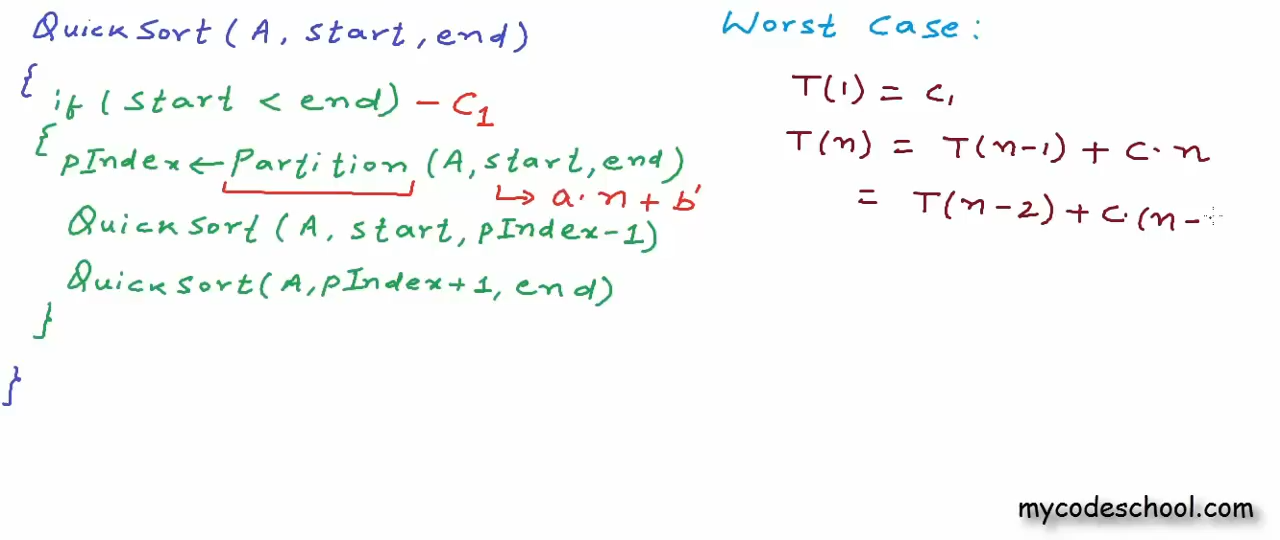 QuickSort(A, start, end)
{
if (start < end) - C1
{
pIndex ← Partition (A, start, end)
↳ a·n + b'
QuickSort(A, start, pIndex-1)
QuickSort(A, pIndex+1, end)
}
}
Worst Case:
T(1) = C1
T(n) = T(n-1) + C·n
= T(n-2) + C·(n-
mycodeschool.com